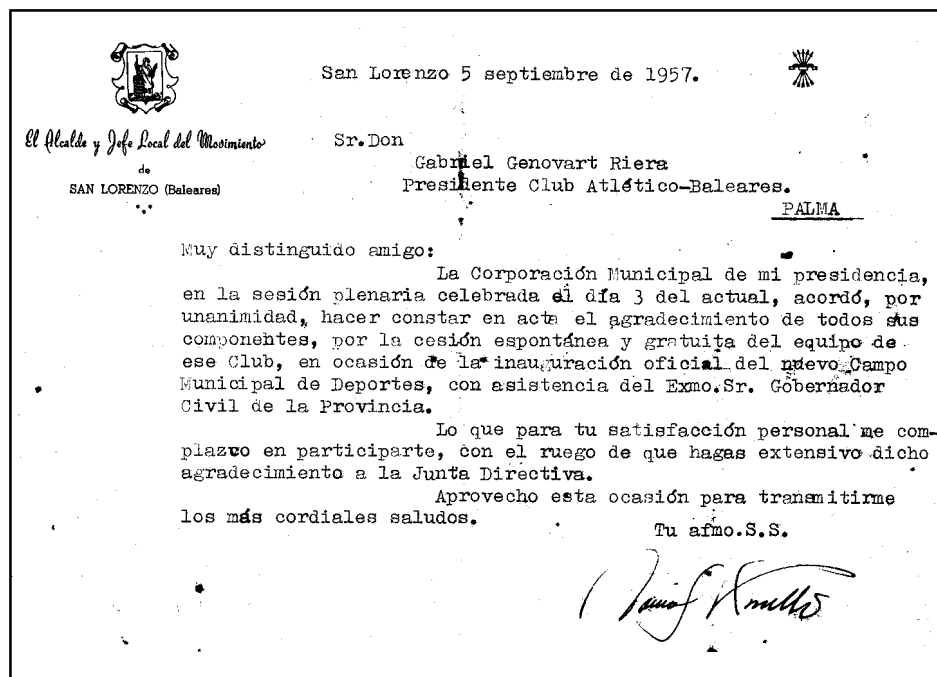 San Lorenzo 5 septiembre de 1957.
El Alcalde y Jefe Local del Movimiento
de
SAN LORENZO (Baleares)
Sr.Don
Gabriel Genovart Riera
Presidente Club Atlético-Baleares.
PALMA
Muy distinguido amigo:
La Corporación Municipal de mi presidencia,
en la sesión plenaria celebrada el día 3 del actual, acordó, por
unanimidad, hacer constar en acta el agradecimiento de todos sus
componentes, por la cesión espontánea y gratuita del equipo de
ese Club, en ocasión de la inauguración oficial del nuevo Campo
Municipal de Deportes, con asistencia del Exmo.Sr. Gobernador
Civil de la Provincia.
Lo que para tu satisfacción personal me com-
plazco en participarte, con el ruego de que hagas extensivo dicho
agradecimiento a la Junta Directiva.
Aprovecho esta ocasión para transmitirme
los más cordiales saludos.
Tu afmo.S.S.